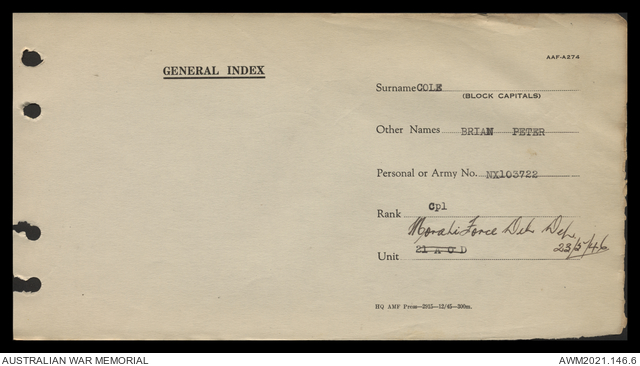 AAF-A274
GENERAL INDEX
Surname COLE
(BLOCK CAPITALS)
Other Names BRIAN PETER
Personal or Army No. NX103722
Rank Cpl
Force
23/5/46
Unit 21 A O D
HQ AMF Press—2015—12/45—300m.
AUSTRALIAN WAR MEMORIAL
AWM2021.146.6